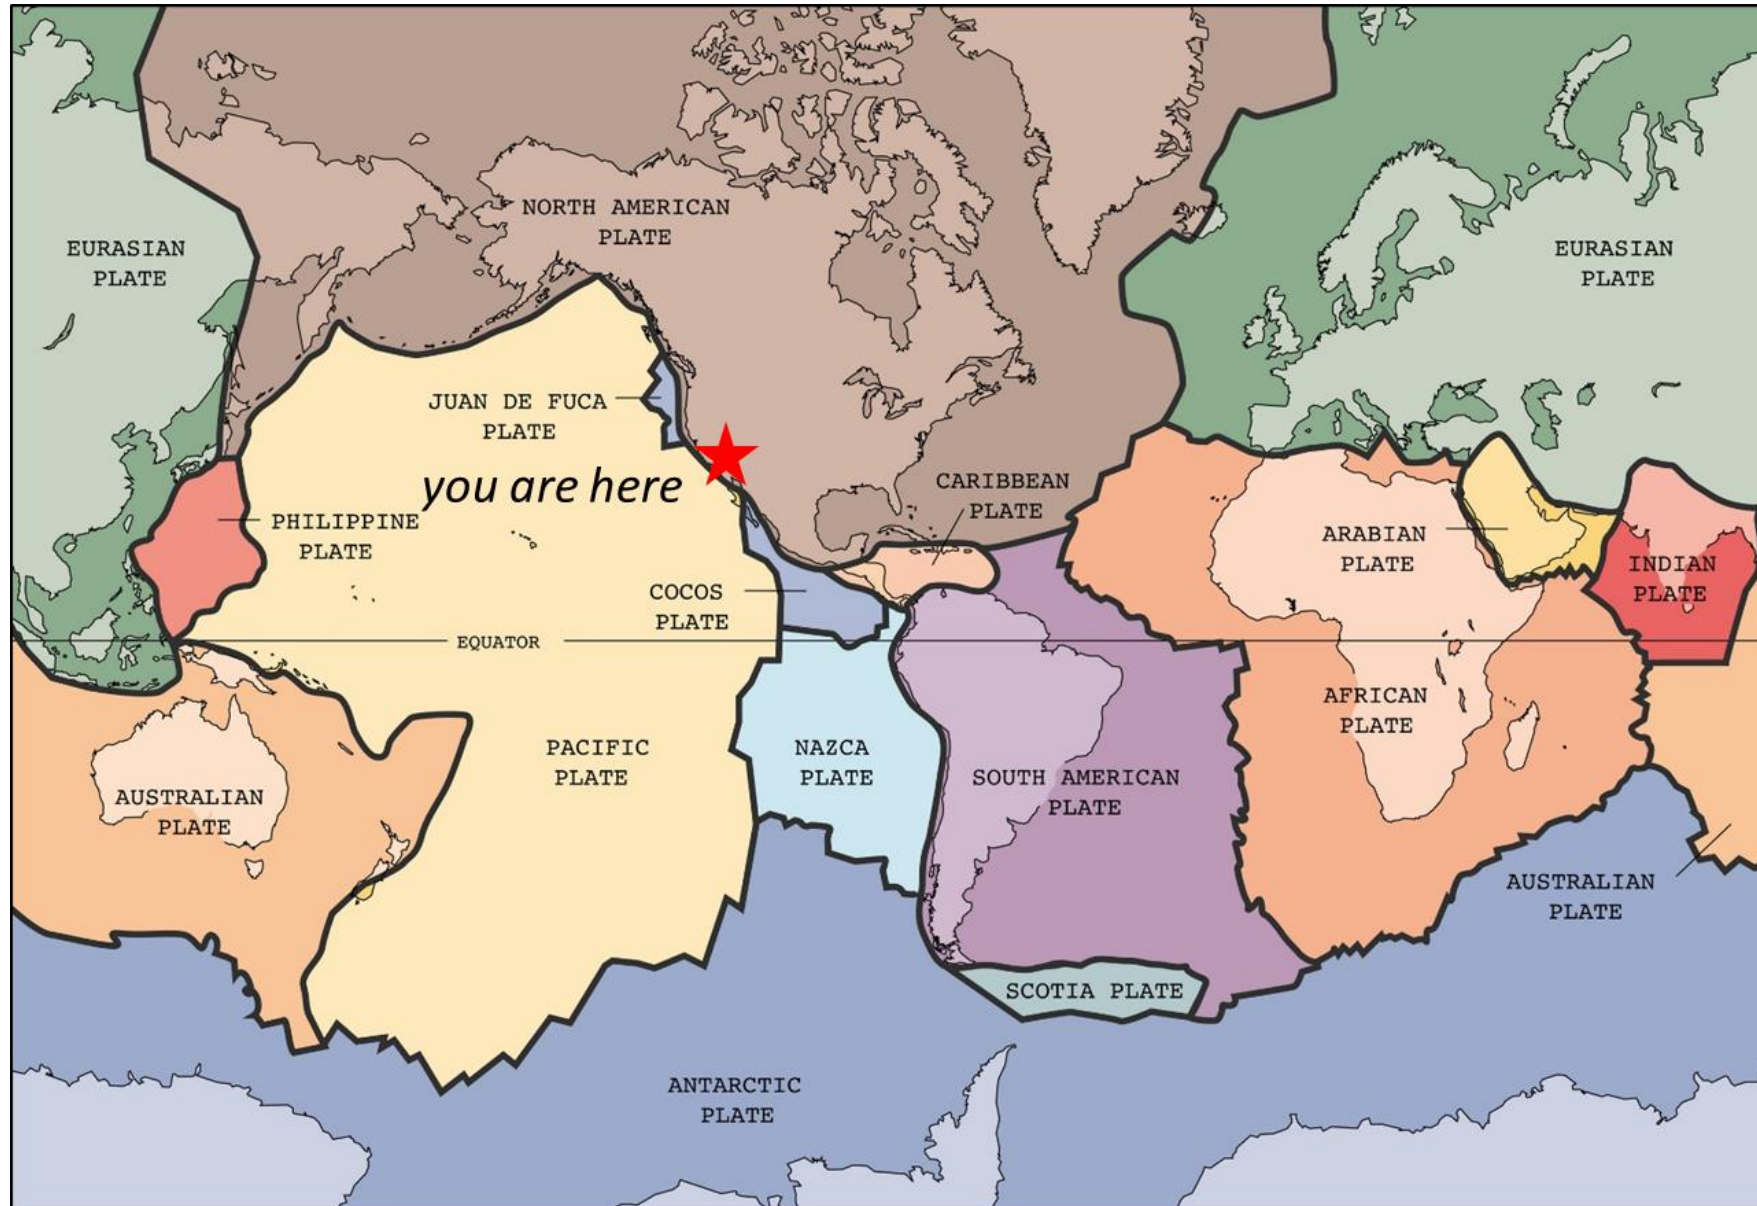 NORTH AMERICAN
PLATE
EURASIAN
PLATE
EURASIAN
PLATE
JUAN DE FUCA
PLATE
you are here
CARIBBEAN
PLATE
PHILIPPINE
PLATE
ARABIAN
PLATE
INDIAN
PLATE
COCOS
PLATE
EQUATOR
AFRICAN
PLATE
PACIFIC
PLATE
NAZCA
PLATE
SOUTH AMERICAN
PLATE
AUSTRALIAN
PLATE
AUSTRALIAN
PLATE
SCOTIA PLATE
ANTARCTIC
PLATE